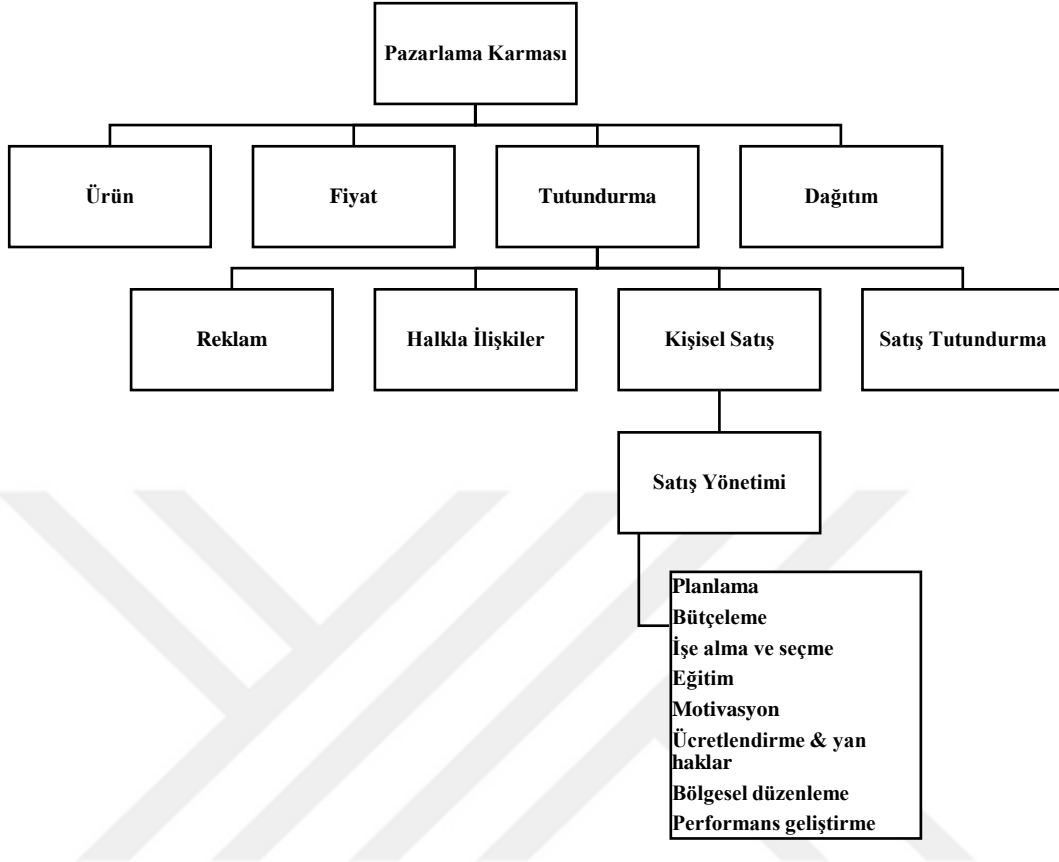 Pazarlama Karması
Ürün
Fiyat
Tutundurma
Dağıtım
Reklam
Halkla İlişkiler
Kişisel Satış
Satış Tutundurma
Satış Yönetimi
Planlama
Bütçeleme
İşe alma ve seçme
Eğitim
Motivasyon
Ücretlendirme & yan
haklar
Bölgesel düzenleme
Performans geliştirme